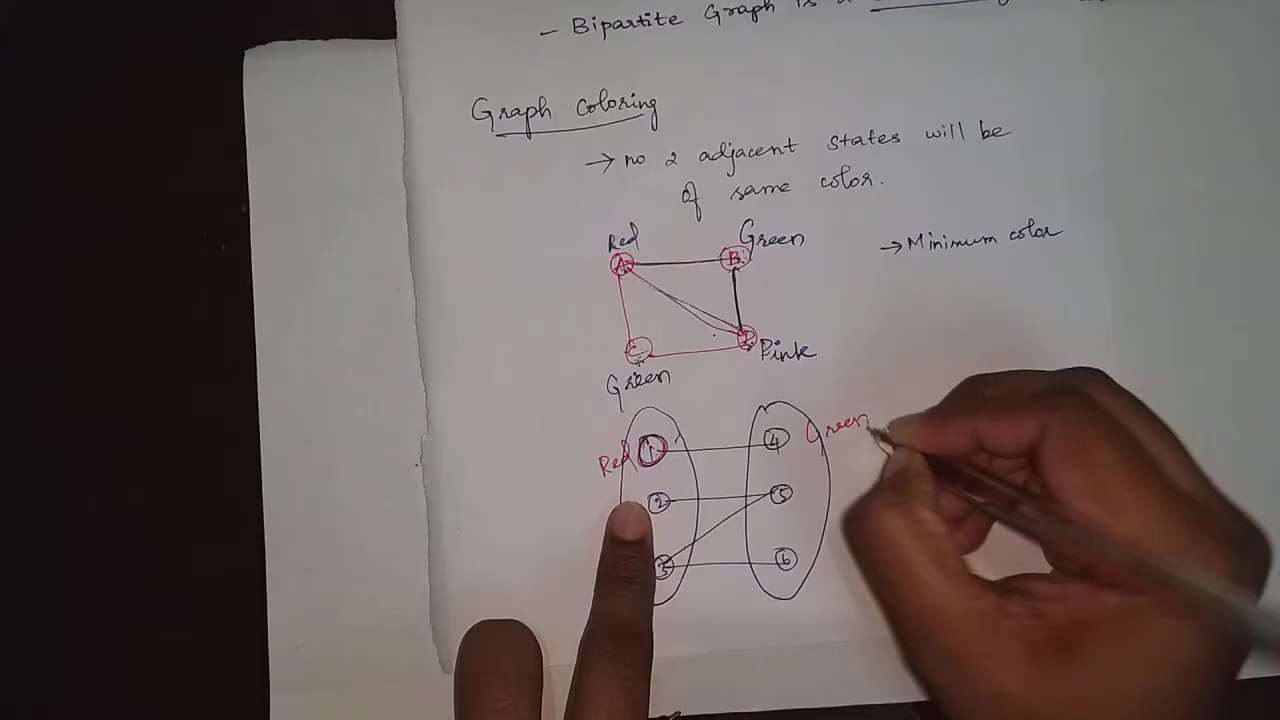 - Bipartite Graph is a
Graph Coloring
→ no 2 adjacent states will be
of same color.
Red
Green
→ Minimum color
A
B
C
D
Pink
Green
Red
1
4
Green
2
5
3
6